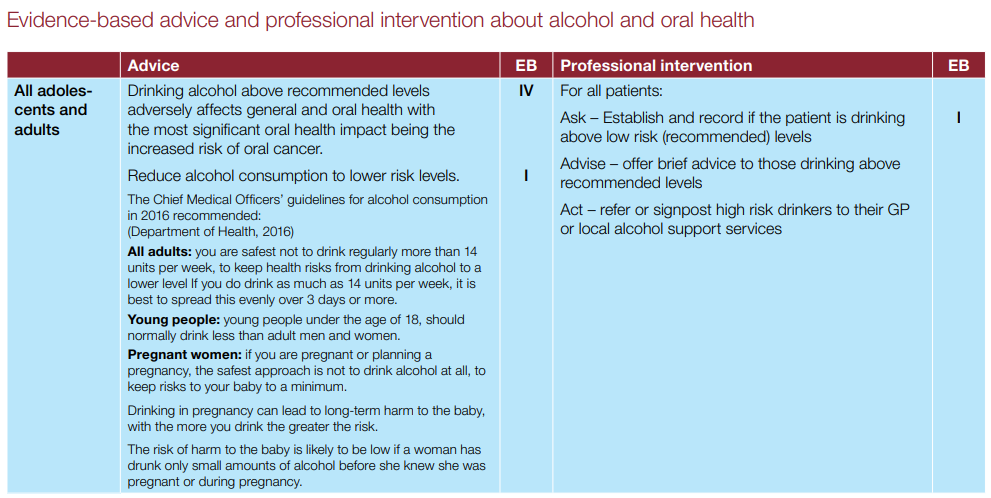 Evidence-based advice and professional intervention about alcohol and oral health
Advice EB Professional intervention EB
All adoles-
cents and
adults
Drinking alcohol above recommended levels
adversely affects general and oral health with
the most significant oral health impact being the
increased risk of oral cancer.
IV
Reduce alcohol consumption to lower risk levels.
I
The Chief Medical Officers’ guidelines for alcohol consumption
in 2016 recommended:
(Department of Health, 2016)
All adults: you are safest not to drink regularly more than 14
units per week, to keep health risks from drinking alcohol to a
lower level If you do drink as much as 14 units per week, it is
best to spread this evenly over 3 days or more.
Young people: young people under the age of 18, should
normally drink less than adult men and women.
Pregnant women: if you are pregnant or planning a
pregnancy, the safest approach is not to drink alcohol at all, to
keep risks to your baby to a minimum.
Drinking in pregnancy can lead to long-term harm to the baby,
with the more you drink the greater the risk.
The risk of harm to the baby is likely to be low if a woman has
drunk only small amounts of alcohol before she knew she was
pregnant or during pregnancy.
For all patients:
Ask – Establish and record if the patient is drinking
above low risk (recommended) levels
I
Advise – offer brief advice to those drinking above
recommended levels
Act – refer or signpost high risk drinkers to their GP
or local alcohol support services